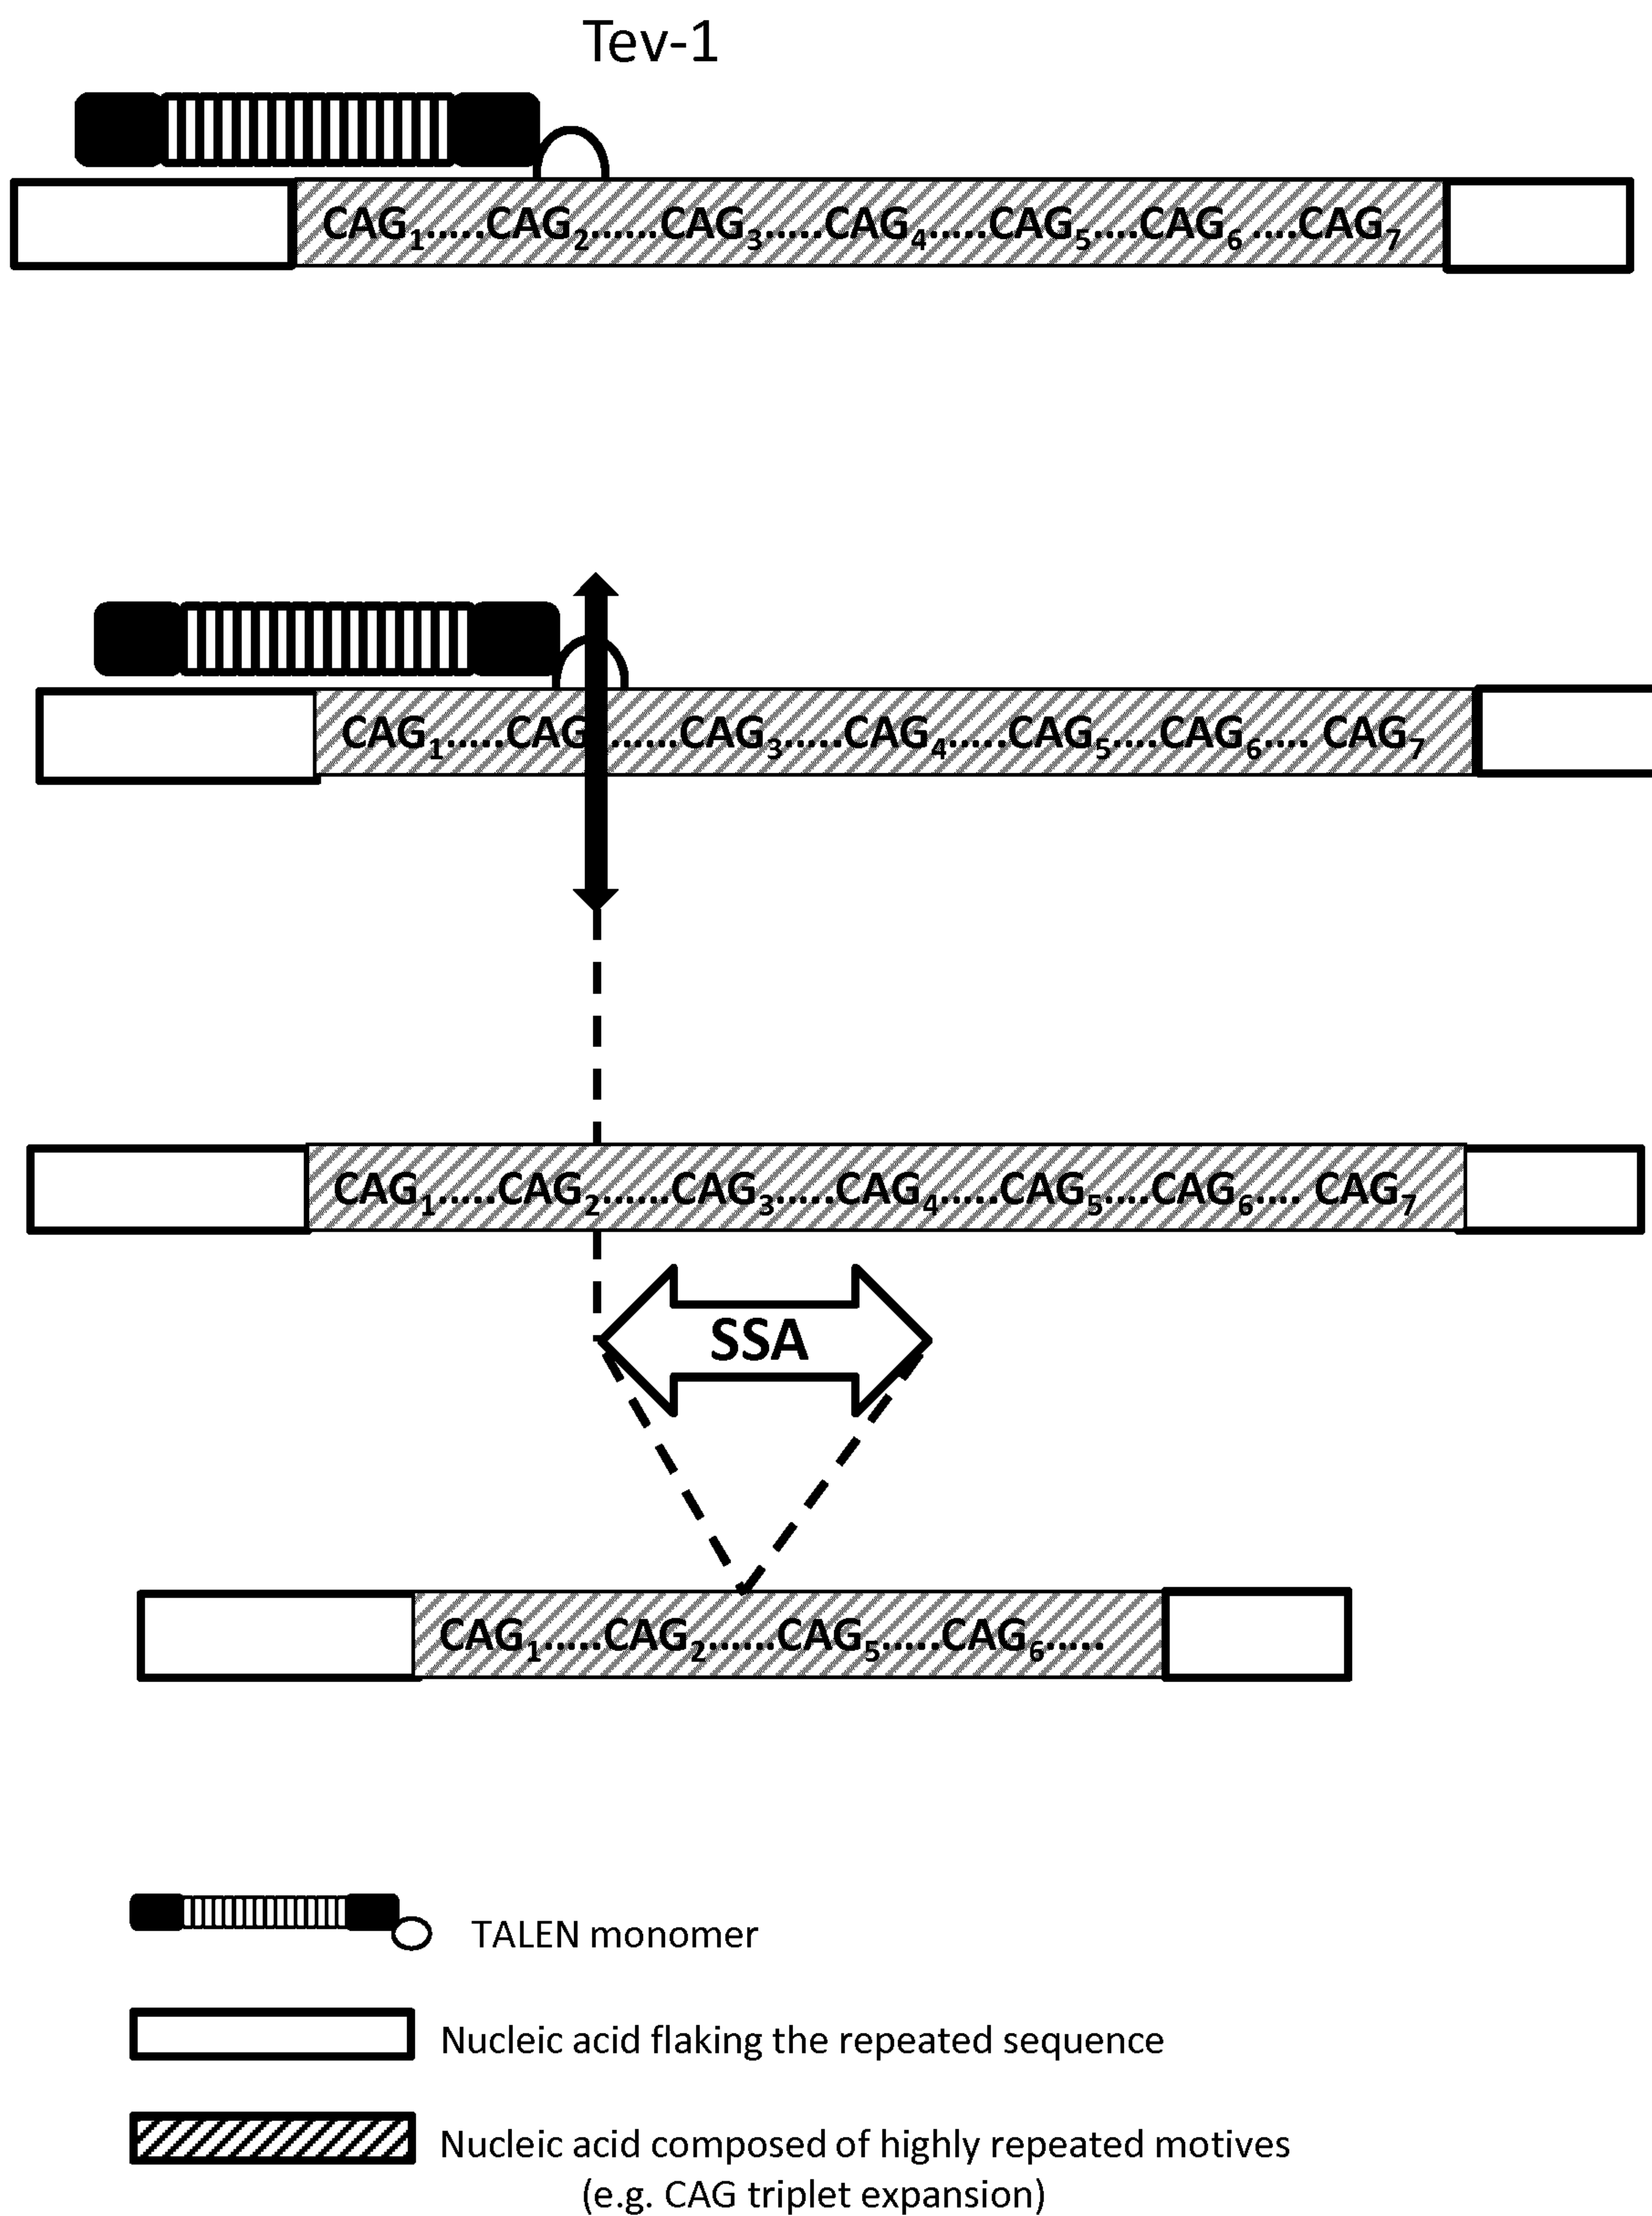 Tev-1
CAG1.....CAG2......CAG3.....CAG4.....CAG5....CAG6 ....CAG7
CAG1.....CAG ......CAG3.....CAG4.....CAG5....CAG6.... CAG7
CAG1.....CAG2......CAG3.....CAG4.....CAG5....CAG6.... CAG7
SSA
CAG1.....CAG2......CAG5.....CAG6.....
TALEN monomer
Nucleic acid flaking the repeated sequence
Nucleic acid composed of highly repeated motives
(e.g. CAG triplet expansion)